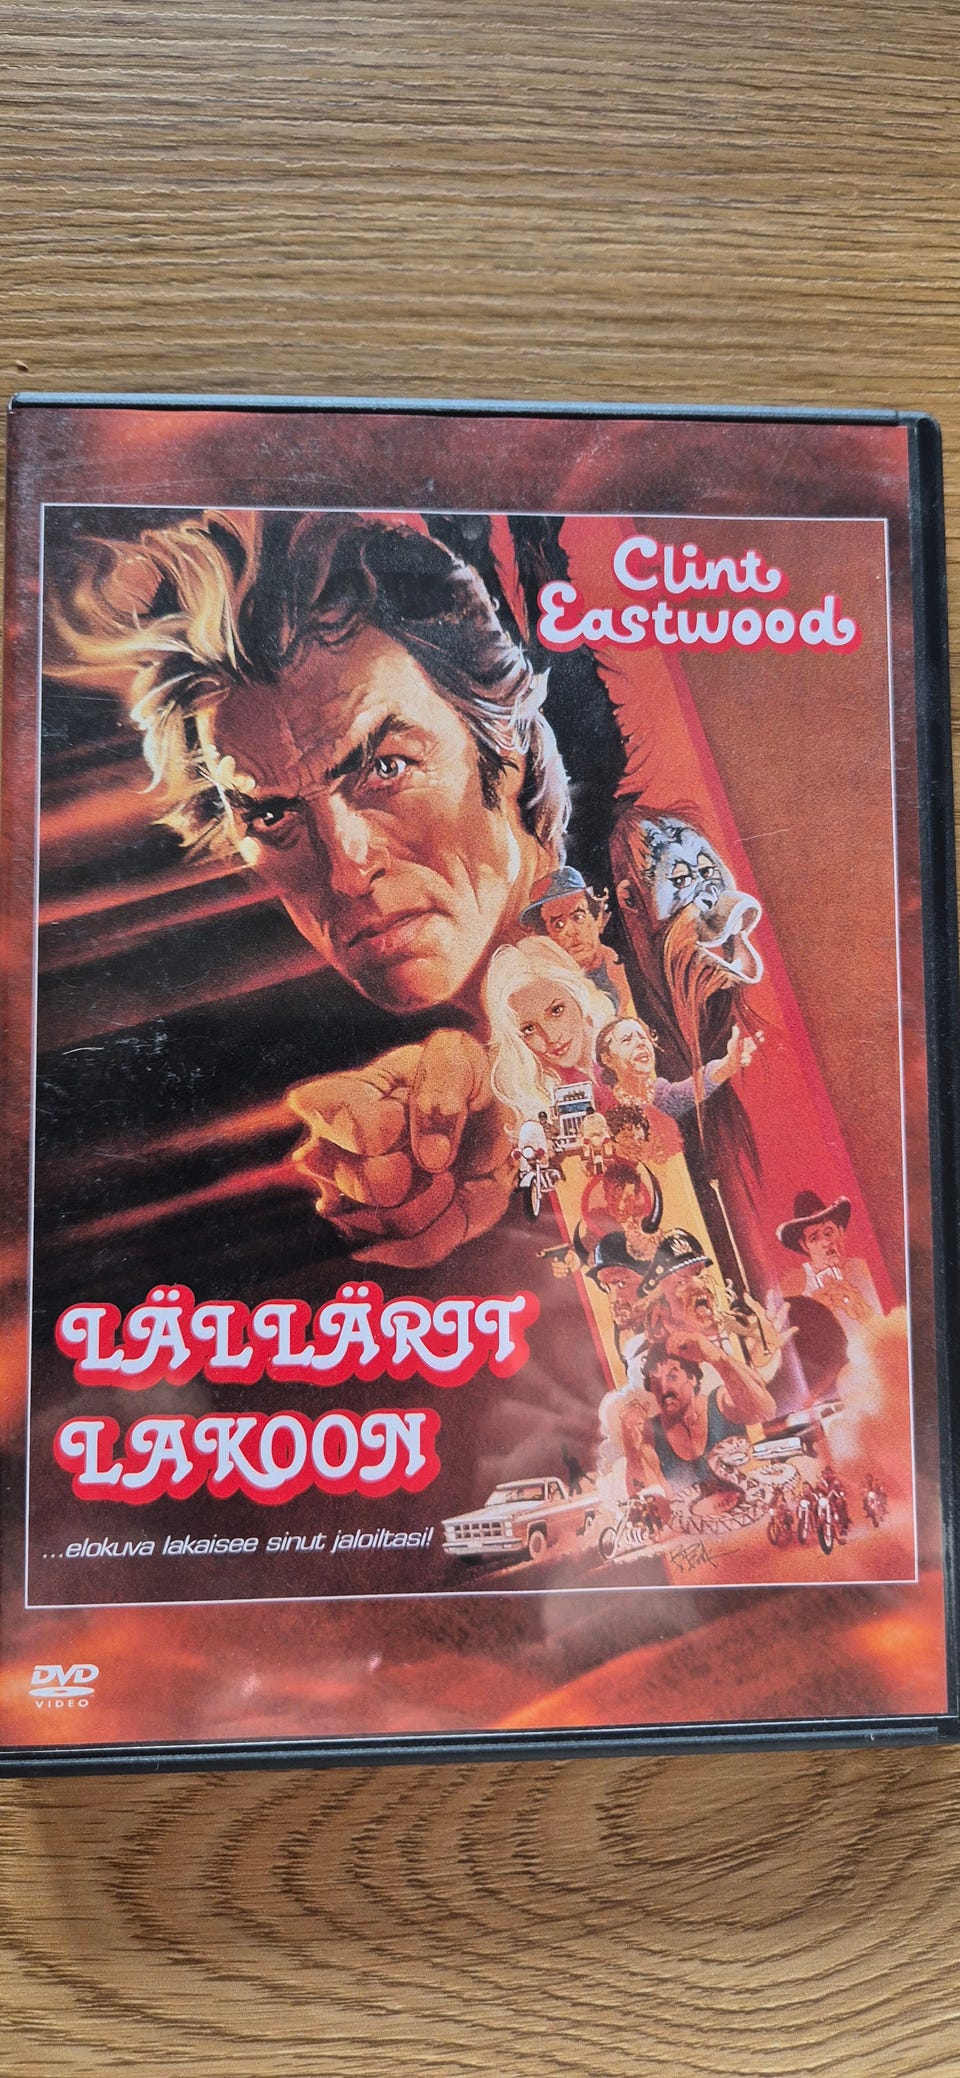 Clint
Eastwood
LÄLLÄRIT
LAKOON
...elokuva lakaisee sinut jaloiltasi!
DVD
VIDEO